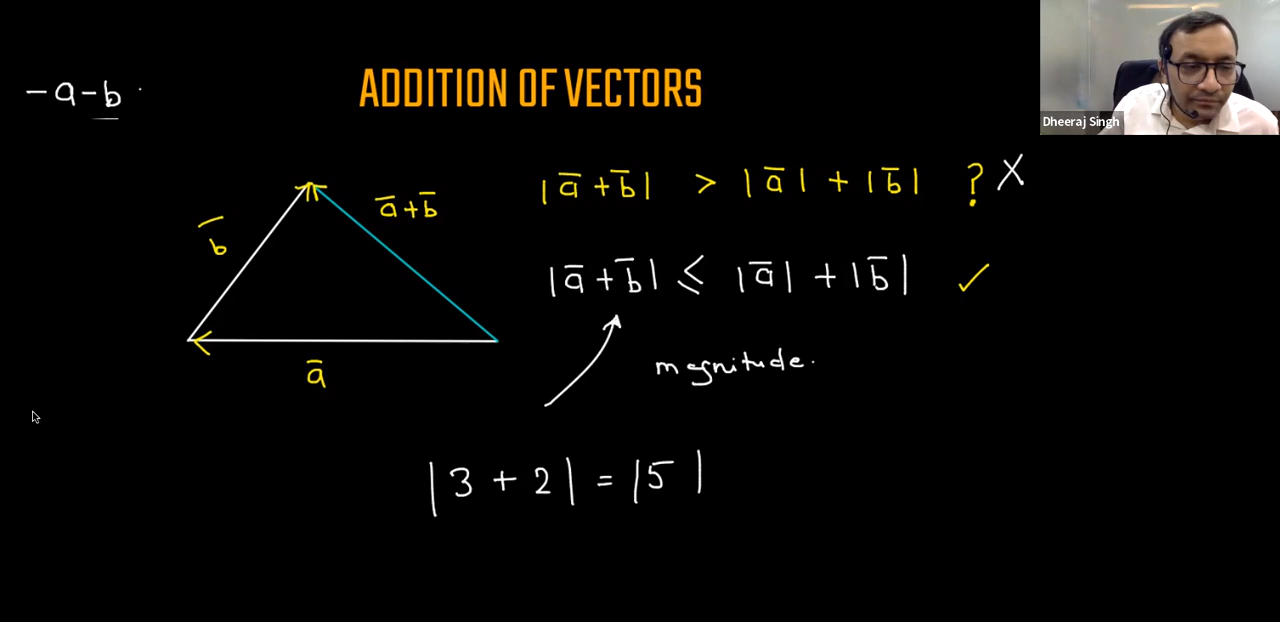 ADDITION OF VECTORS
-a-b
Dheeraj Singh
|a̅+b̅| > |a̅| + |b̅| ? X
b̅
a̅+b̅
|a̅+b̅| ≤ |a̅| + |b̅| ✓
a̅
magnitude.
|3 + 2| = |5|